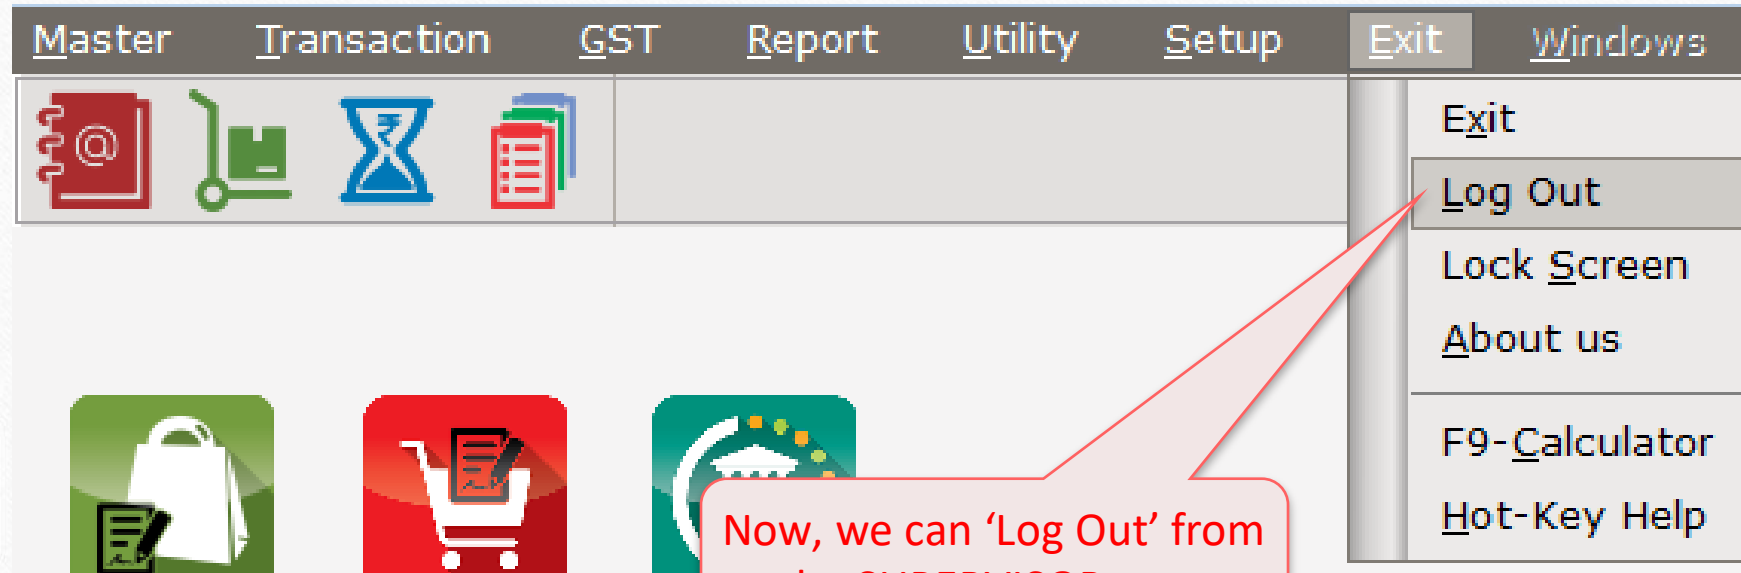 Master Transaction GST Report Utility Setup Exit Windows
@
₹
Exit
Log Out
Lock Screen
About us
F9-Calculator
Hot-Key Help
Now, we can ‘Log Out’ from
SUPERVISOR